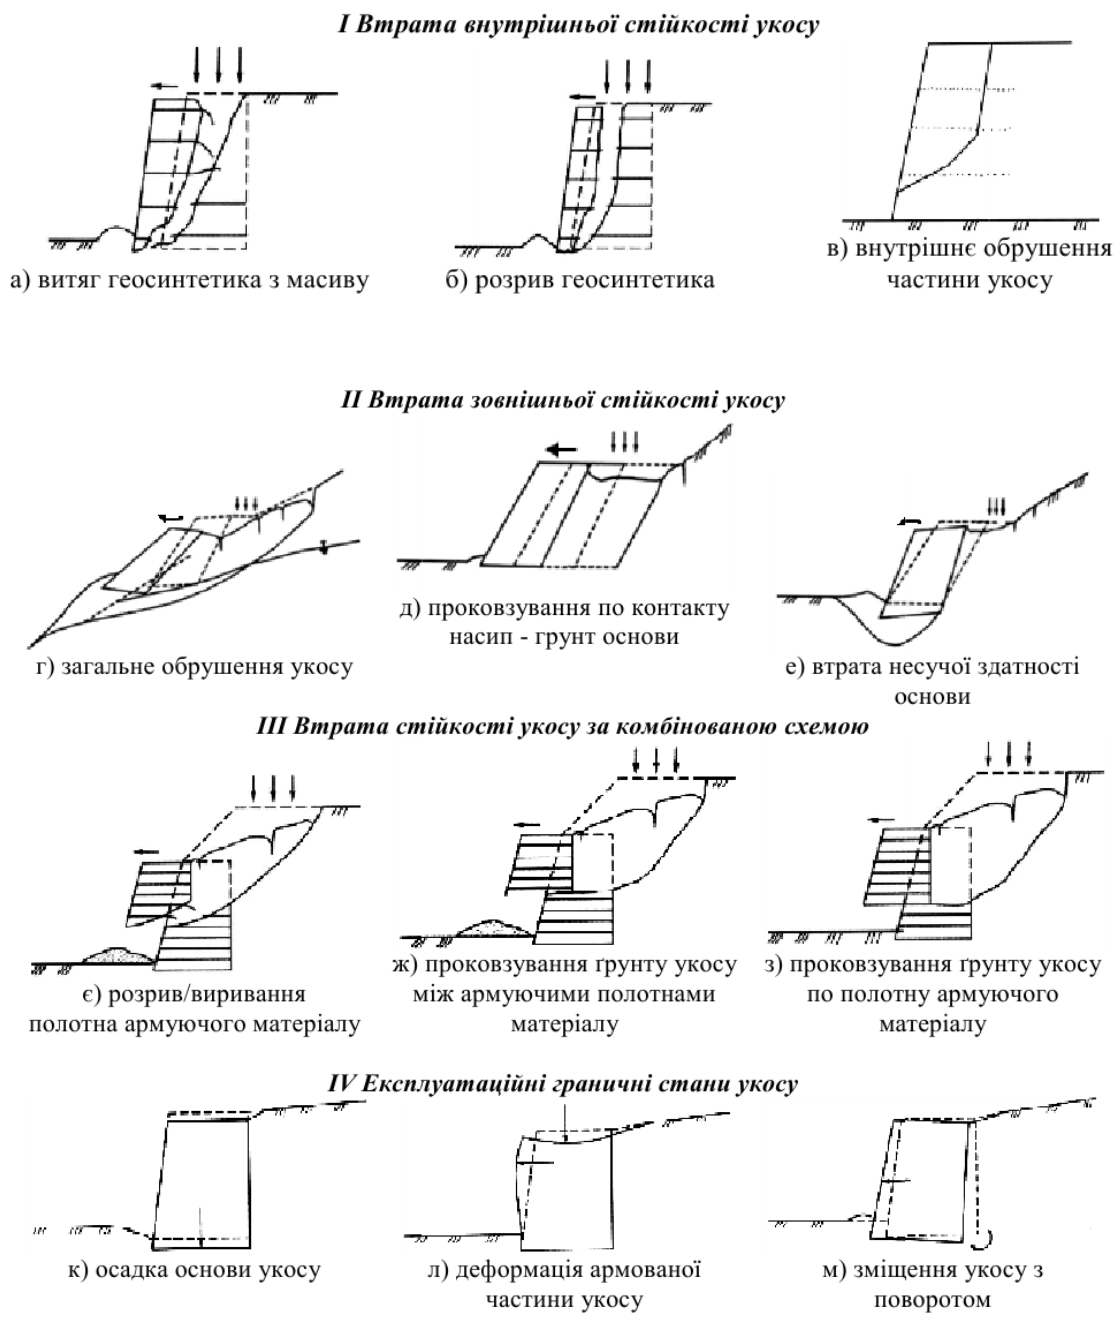 I Втрата внутрішньої стійкості укосу
а) витяг геосинтетика з масиву
б) розрив геосинтетика
в) внутрішнє обрушення
частини укосу
II Втрата зовнішньої стійкості укосу
г) загальне обрушення укосу
д) проковзування по контакту
насип - грунт основи
е) втрата несучої здатності
основи
III Втрата стійкості укосу за комбінованою схемою
є) розрив/виривання
полотна армуючого матеріалу
ж) проковзування ґрунту укосу
між армуючими полотнами
матеріалу
з) проковзування ґрунту укосу
по полотну армуючого
матеріалу
IV Експлуатаційні граничні стани укосу
к) осадка основи укосу
л) деформація армованої
частини укосу
м) зміщення укосу з
поворотом